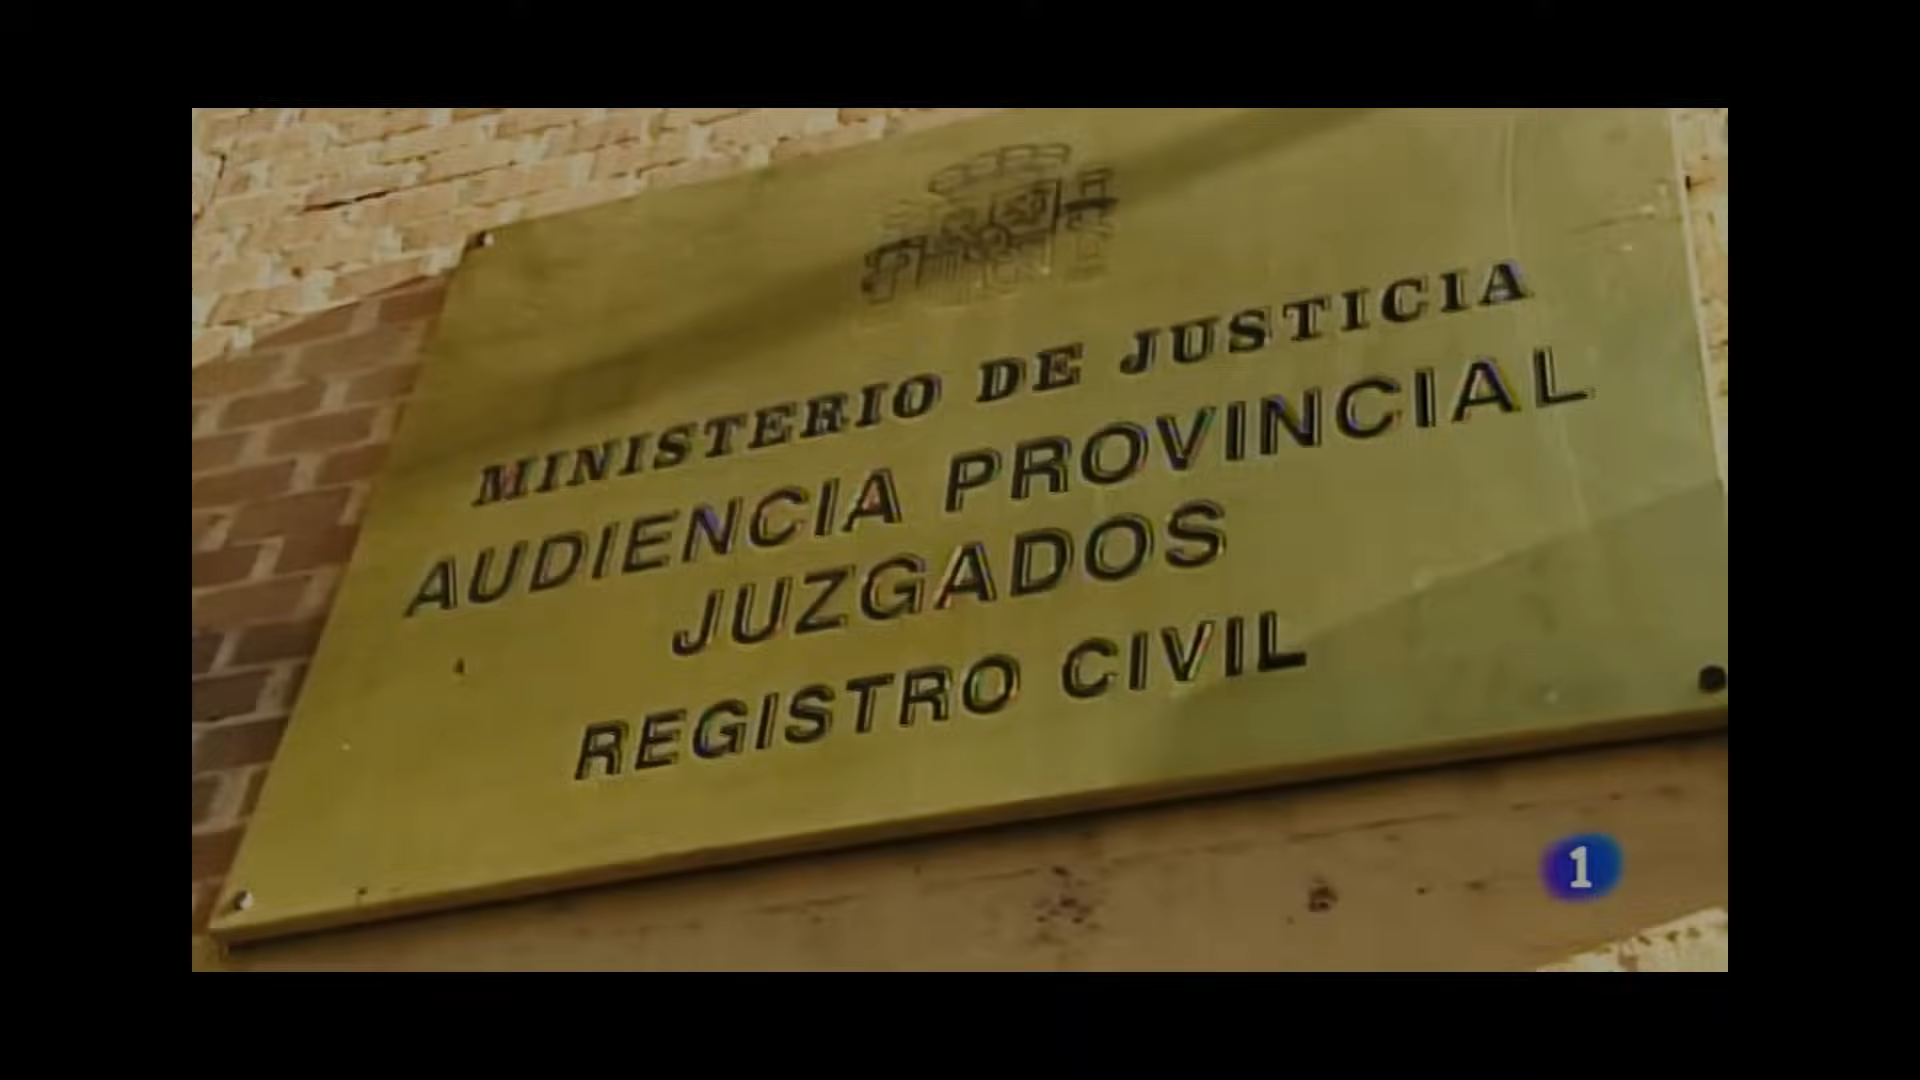 MINISTERIO DE JUSTICIA
AUDIENCIA PROVINCIAL
JUZGADOS
REGISTRO CIVIL
1